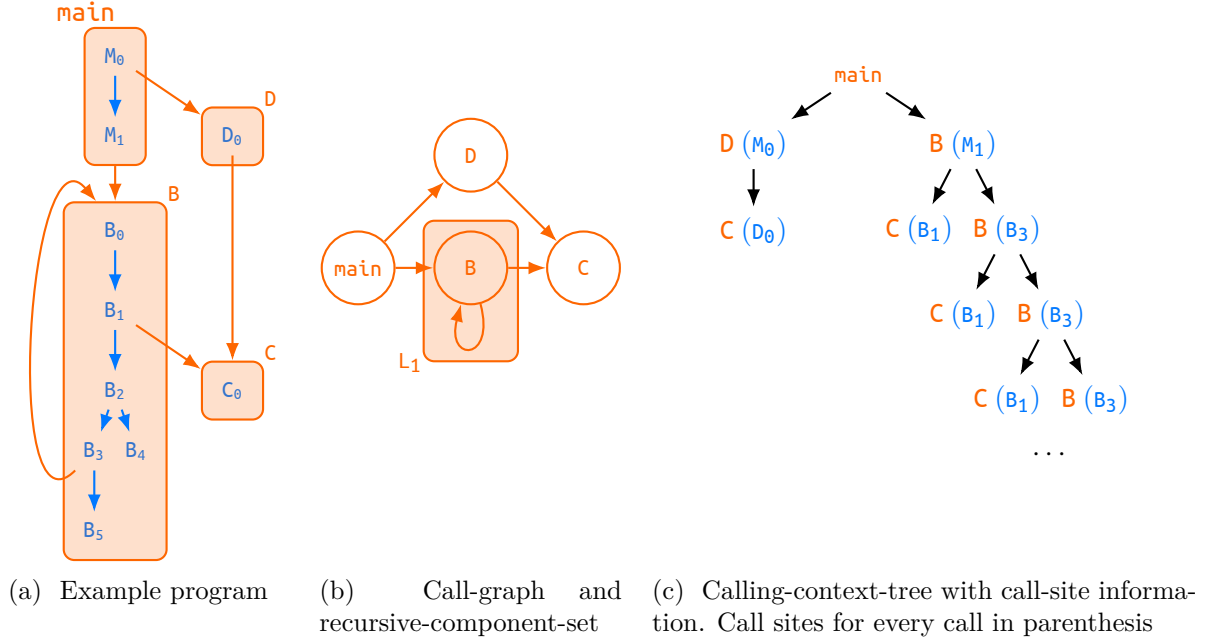 main
M₀
D
M₁
D₀
B
B₀
B₁
C
B₂
C₀
B₃ B₄
B₅
D
main B C
L₁
main
D (M₀) B (M₁)
C (D₀) C (B₁) B (B₃)
C (B₁) B (B₃)
C (B₁) B (B₃)
...
(a) Example program
(b) Call-graph and
recursive-component-set
(c) Calling-context-tree with call-site informa-
tion. Call sites for every call in parenthesis